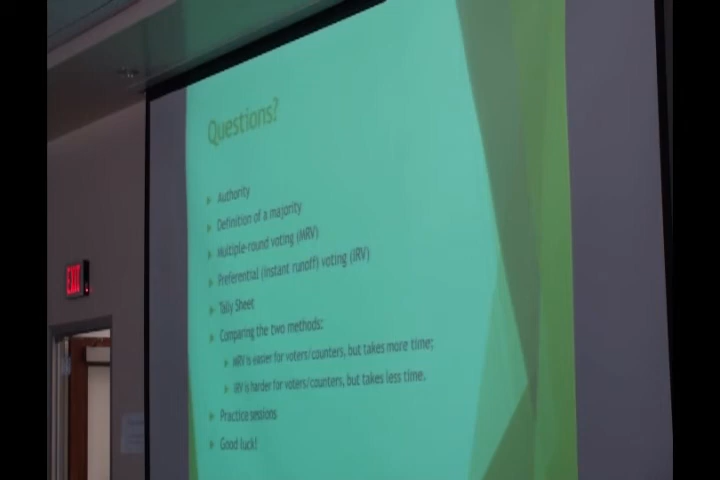 Questions?
Authority
Definition of a majority
Multiple-round voting (MRV)
Preferential (instant runoff) voting (IRV)
Tally Sheet
Comparing the two methods:
MRV is easier for voters/counters, but takes more time;
IRV is harder for voters/counters, but takes less time.
Practice sessions
Good luck!
EXIT